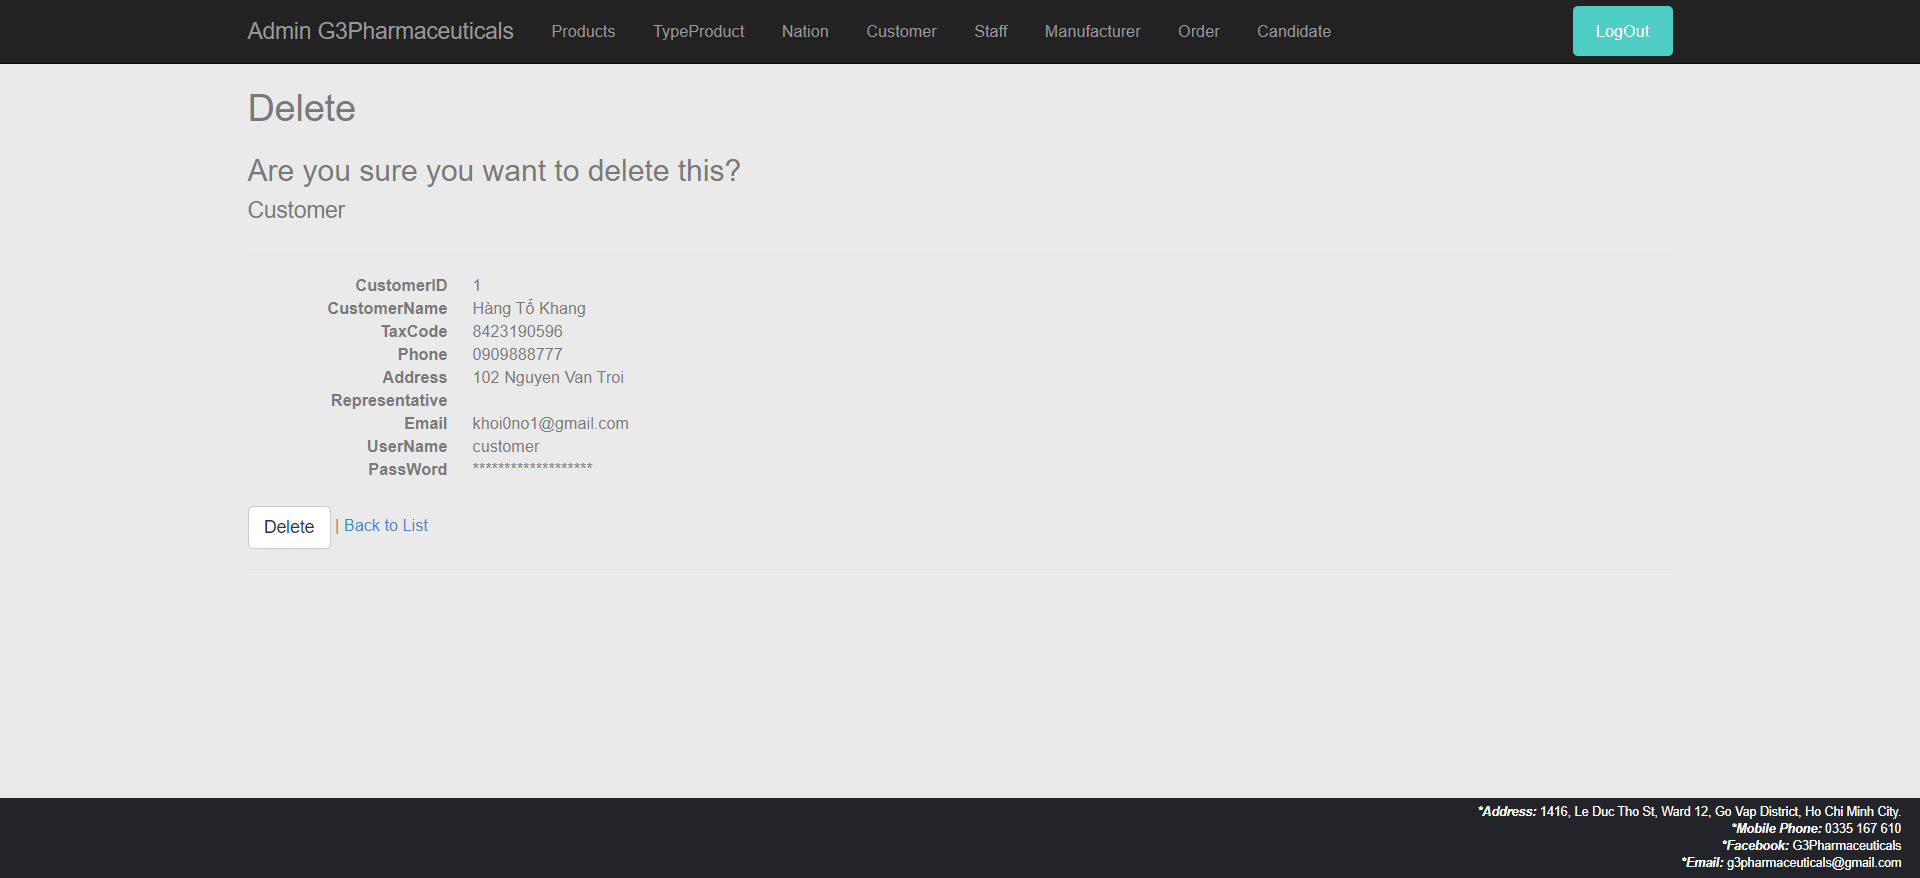 Admin G3Pharmaceuticals Products TypeProduct Nation Customer Staff Manufacturer Order Candidate LogOut
Delete
Are you sure you want to delete this?
Customer
CustomerID 1
CustomerName Hàng Tổ Khang
TaxCode 8423190596
Phone 0909888777
Address 102 Nguyen Van Troi
Representative
Email khoi0no1@gmail.com
UserName customer
PassWord *******************
Delete | Back to List
*Address: 1416, Le Duc Tho St, Ward 12, Go Vap District, Ho Chi Minh City.
*Mobile Phone: 0335 167 610
*Facebook: G3Pharmaceuticals
*Email: g3pharmaceuticals@gmail.com